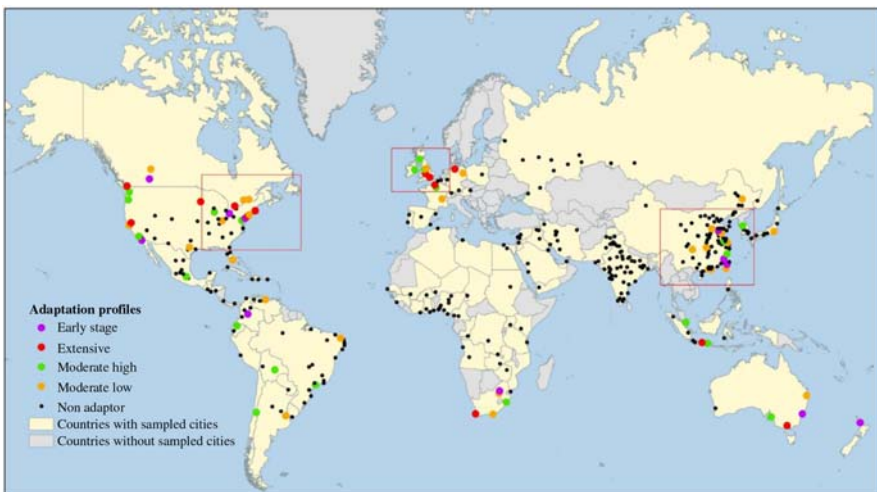 Adaptation profiles
Early stage
Extensive
Moderate high
Moderate low
Non adaptor
Countries with sampled cities
Countries without sampled cities